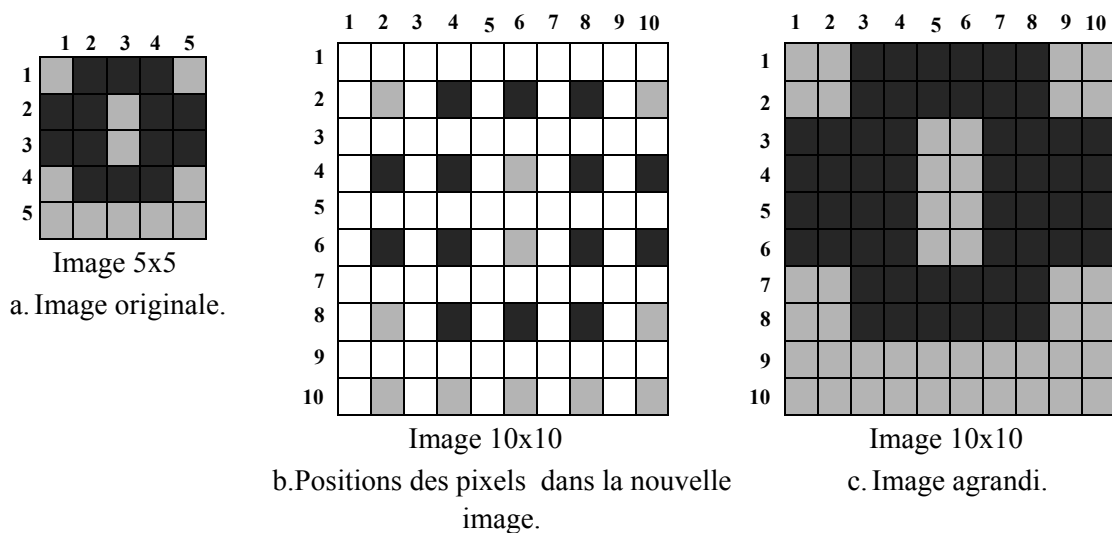 1 2 3 4 5
1
2
3
4
5
Image 5x5
a. Image originale.
1 2 3 4 5 6 7 8 9 10
1
2
3
4
5
6
7
8
9
10
Image 10x10
b.Positions des pixels dans la nouvelle
image.
1 2 3 4 5 6 7 8 9 10
1
2
3
4
5
6
7
8
9
10
Image 10x10
c. Image agrandi.